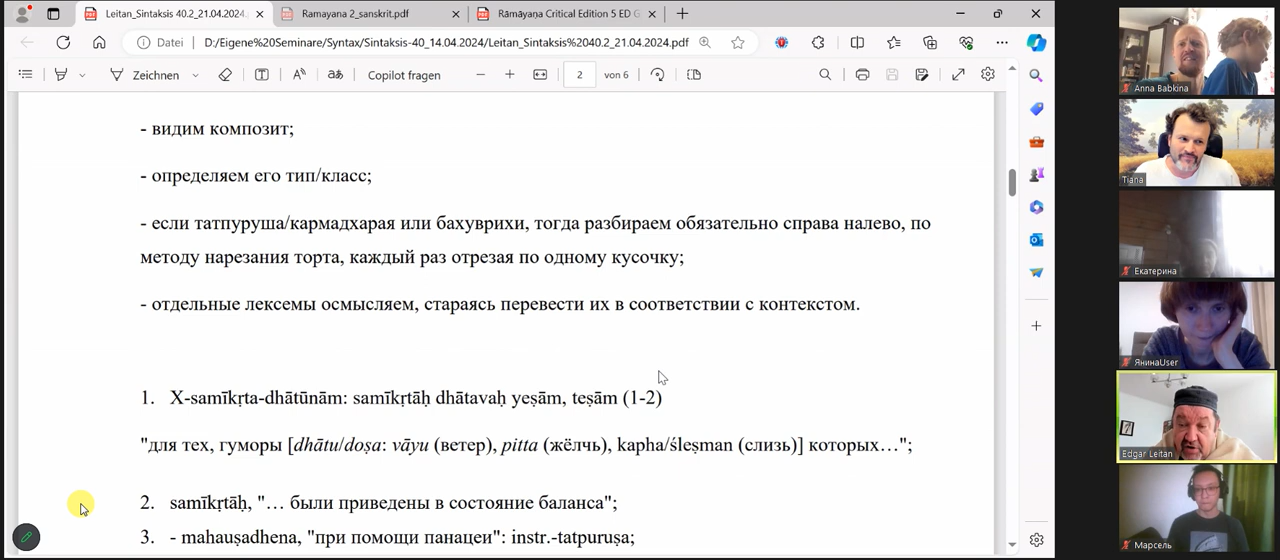 Leitan_Sintaksis 40.2_21.04.2024.
Ramayana 2_sanskrit.pdf
Rāmāyaṇa Critical Edition 5 ED G
Datei
D:/Eigene%20Seminare/Syntax/Sintaksis-40_14.04.2024/Leitan_Sintaksis%2040.2_21.04.2024.pdf
Zeichnen
Copilot fragen
2
von 6
- видим композит;
- определяем его тип/класс;
- если татпуруша/кармадхарая или бахуврихи, тогда разбираем обязательно справа налево, по
методу нарезания торта, каждый раз отрезая по одному кусочку;
- отдельные лексемы осмысляем, стараясь перевести их в соответствии с контекстом.
1. X-samīkṛta-dhātūnām: samīkṛtāḥ dhātavaḥ yeṣām, teṣām (1-2)
"для тех, гуморы [dhātu/doṣa: vāyu (ветер), pitta (жёлчь), kapha/śleṣman (слизь)] которых…";
2. samīkṛtāḥ, "… были приведены в состояние баланса";
3. - mahauṣadhena, "при помощи панацеи": instr.-tatpuruṣa;
Anna Babkina
Tiana
Екатерина
ЯнинаUser
Edgar Leitan
Марсель